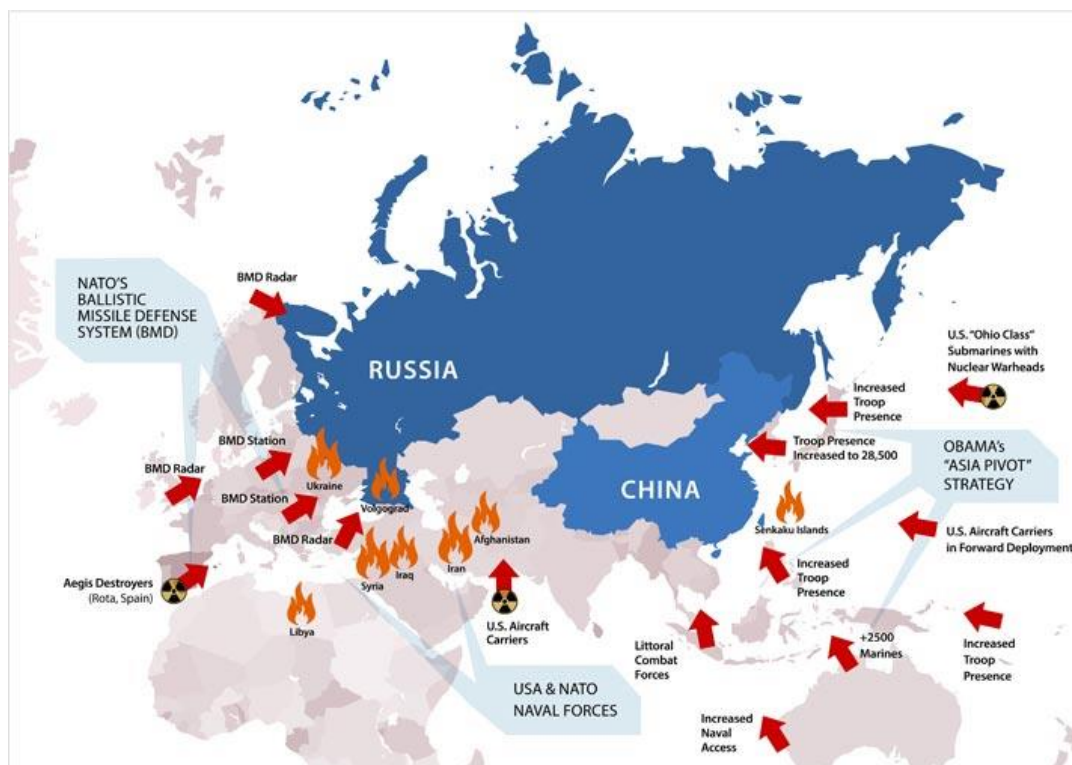 NATO'S
BALLISTIC
MISSILE DEFENSE
SYSTEM (BMD)
BMD Radar
RUSSIA
U.S. "Ohio Class"
Submarines with
Nuclear Warheads
Increased
Troop
Presence
BMD Station
Troop Presence
Increased to 28,500
OBAMA's
"ASIA PIVOT"
STRATEGY
BMD Radar
Ukraine
BMD Station
Volgograd
CHINA
Senkaku Islands
BMD Radar
Afghanistan
U.S. Aircraft Carriers
in Forward Deployment
Syria
Iraq
Iran
Increased
Troop
Presence
Aegis Destroyers
(Rota, Spain)
Libya
U.S. Aircraft
Carriers
Littoral
Combat
Forces
+2500
Marines
Increased
Troop
Presence
USA & NATO
NAVAL FORCES
Increased
Naval
Access